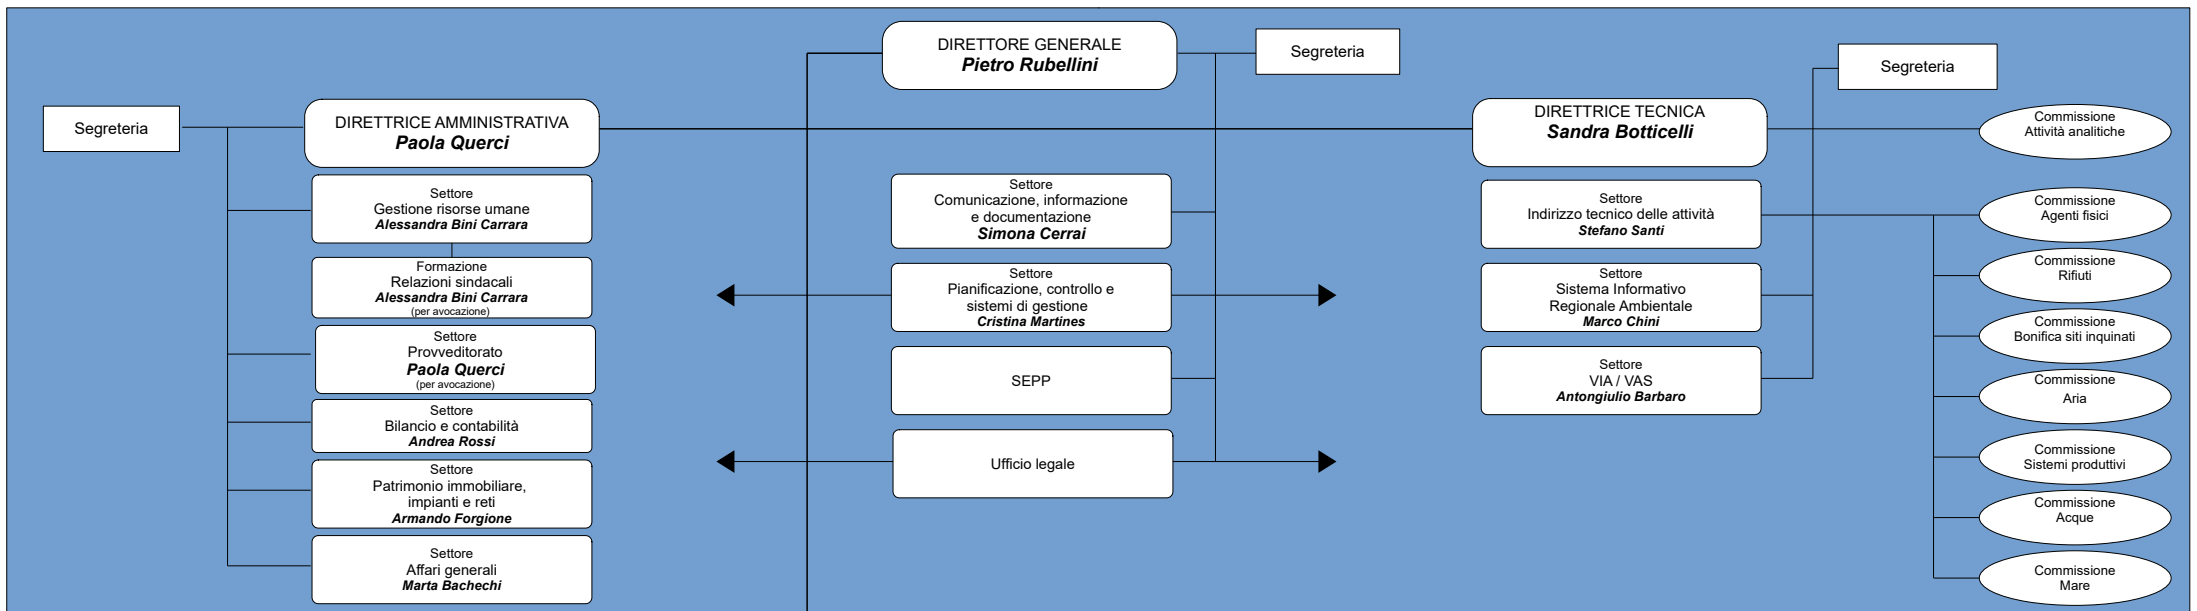 DIRETTORE GENERALE
Pietro Rubellini
Segreteria
Segreteria
Segreteria
DIRETTRICE AMMINISTRATIVA
Paola Querci
DIRETTRICE TECNICA
Sandra Botticelli
Commissione
Attività analitiche
Settore
Gestione risorse umane
Alessandra Bini Carrara
Formazione
Relazioni sindacali
Alessandra Bini Carrara
(per avocazione)
Settore
Provveditorato
Paola Querci
(per avocazione)
Settore
Bilancio e contabilità
Andrea Rossi
Settore
Patrimonio immobiliare,
impianti e reti
Armando Forgione
Settore
Affari generali
Marta Bachechi
Settore
Comunicazione, informazione
e documentazione
Simona Cerrai
Settore
Pianificazione, controllo e
sistemi di gestione
Cristina Martines
SEPP
Ufficio legale
Settore
Indirizzo tecnico delle attività
Stefano Santi
Settore
Sistema Informativo
Regionale Ambientale
Marco Chini
Settore
VIA / VAS
Antongiulio Barbaro
Commissione
Agenti fisici
Commissione
Rifiuti
Commissione
Bonifica siti inquinati
Commissione
Aria
Commissione
Sistemi produttivi
Commissione
Acque
Commissione
Mare